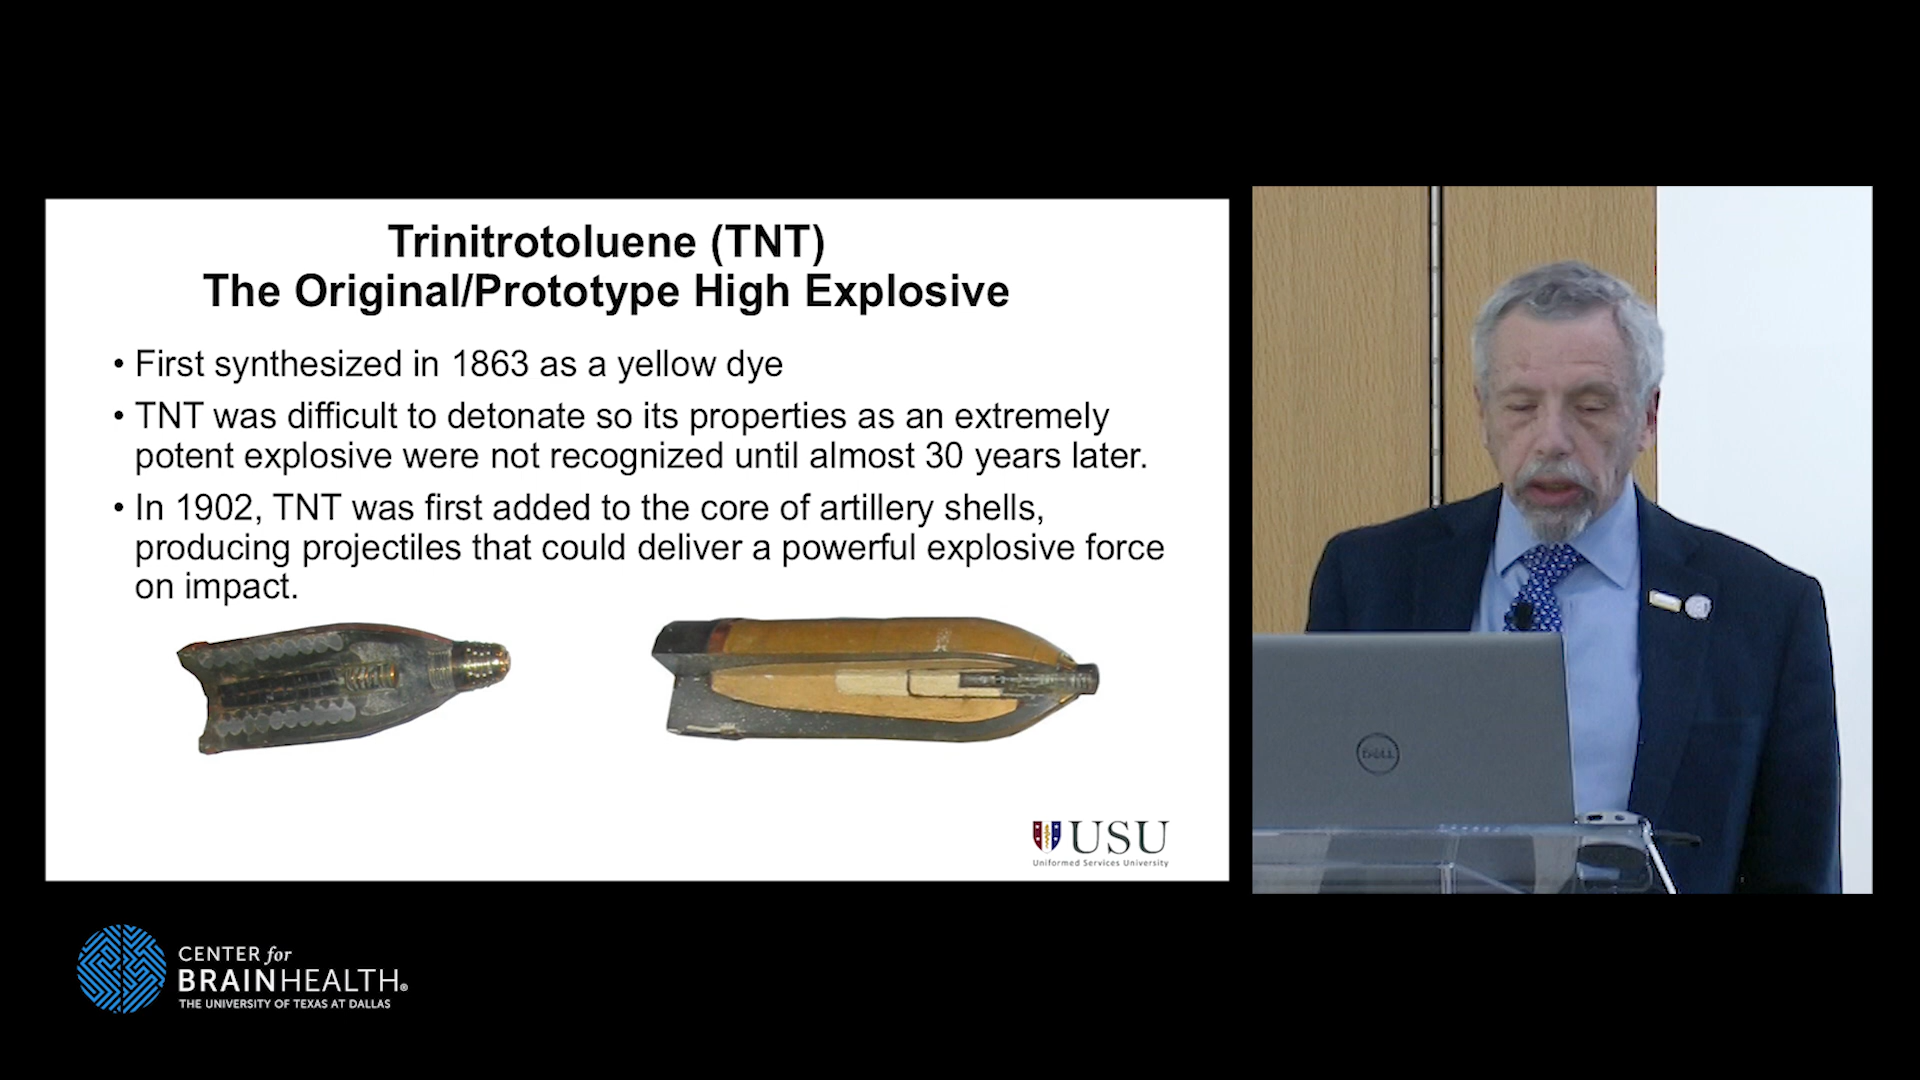 Trinitrotoluene (TNT)
The Original/Prototype High Explosive
• First synthesized in 1863 as a yellow dye
• TNT was difficult to detonate so its properties as an extremely
potent explosive were not recognized until almost 30 years later.
• In 1902, TNT was first added to the core of artillery shells,
producing projectiles that could deliver a powerful explosive force
on impact.
USU
Uniformed Services University
DELL
CENTER for
BRAINHEALTH®
THE UNIVERSITY OF TEXAS AT DALLAS